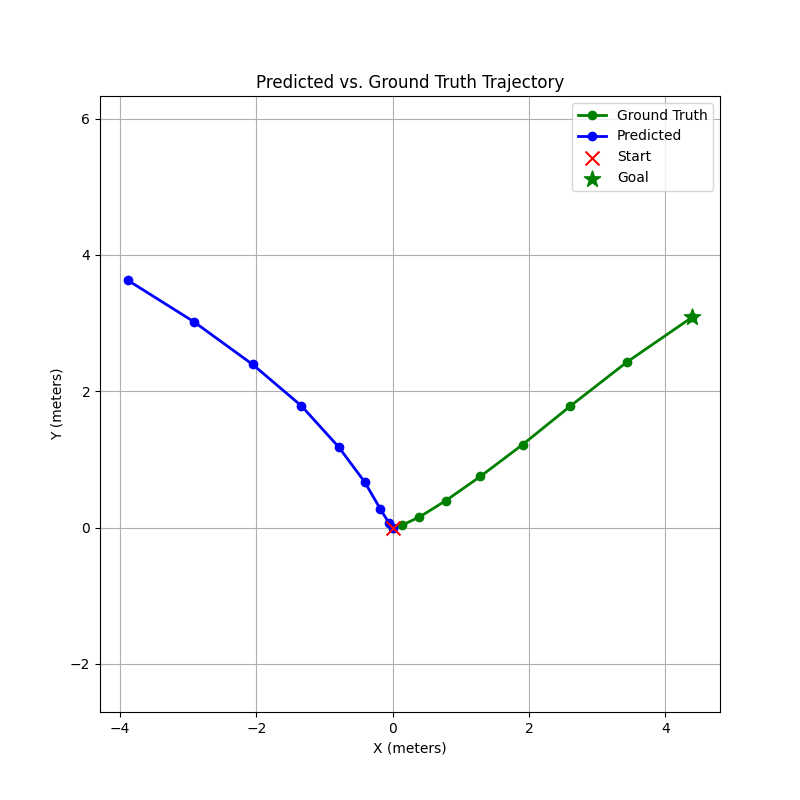 Predicted vs. Ground Truth Trajectory
Ground Truth
Predicted
Start
Goal
6
4
2
0
−2
Y (meters)
−4
−2
0
2
4
X (meters)